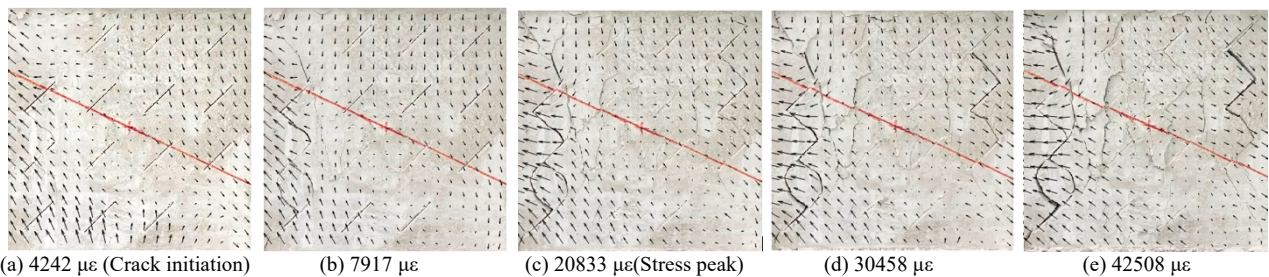 (a) 4242 με (Crack initiation)
(b) 7917 με
(c) 20833 με(Stress peak)
(d) 30458 με
(e) 42508 με